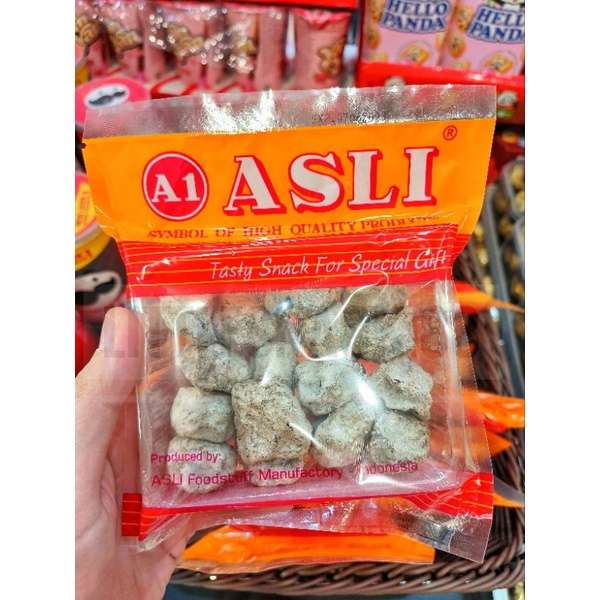 HELLO
PANDA
HELLO
PANDA
A1 ASLI ®
SYMBOL OF HIGH QUALITY
Tasty Snack For Special Gift
Produced by:
ASLI Foodstuff Manufactory - Indonesia